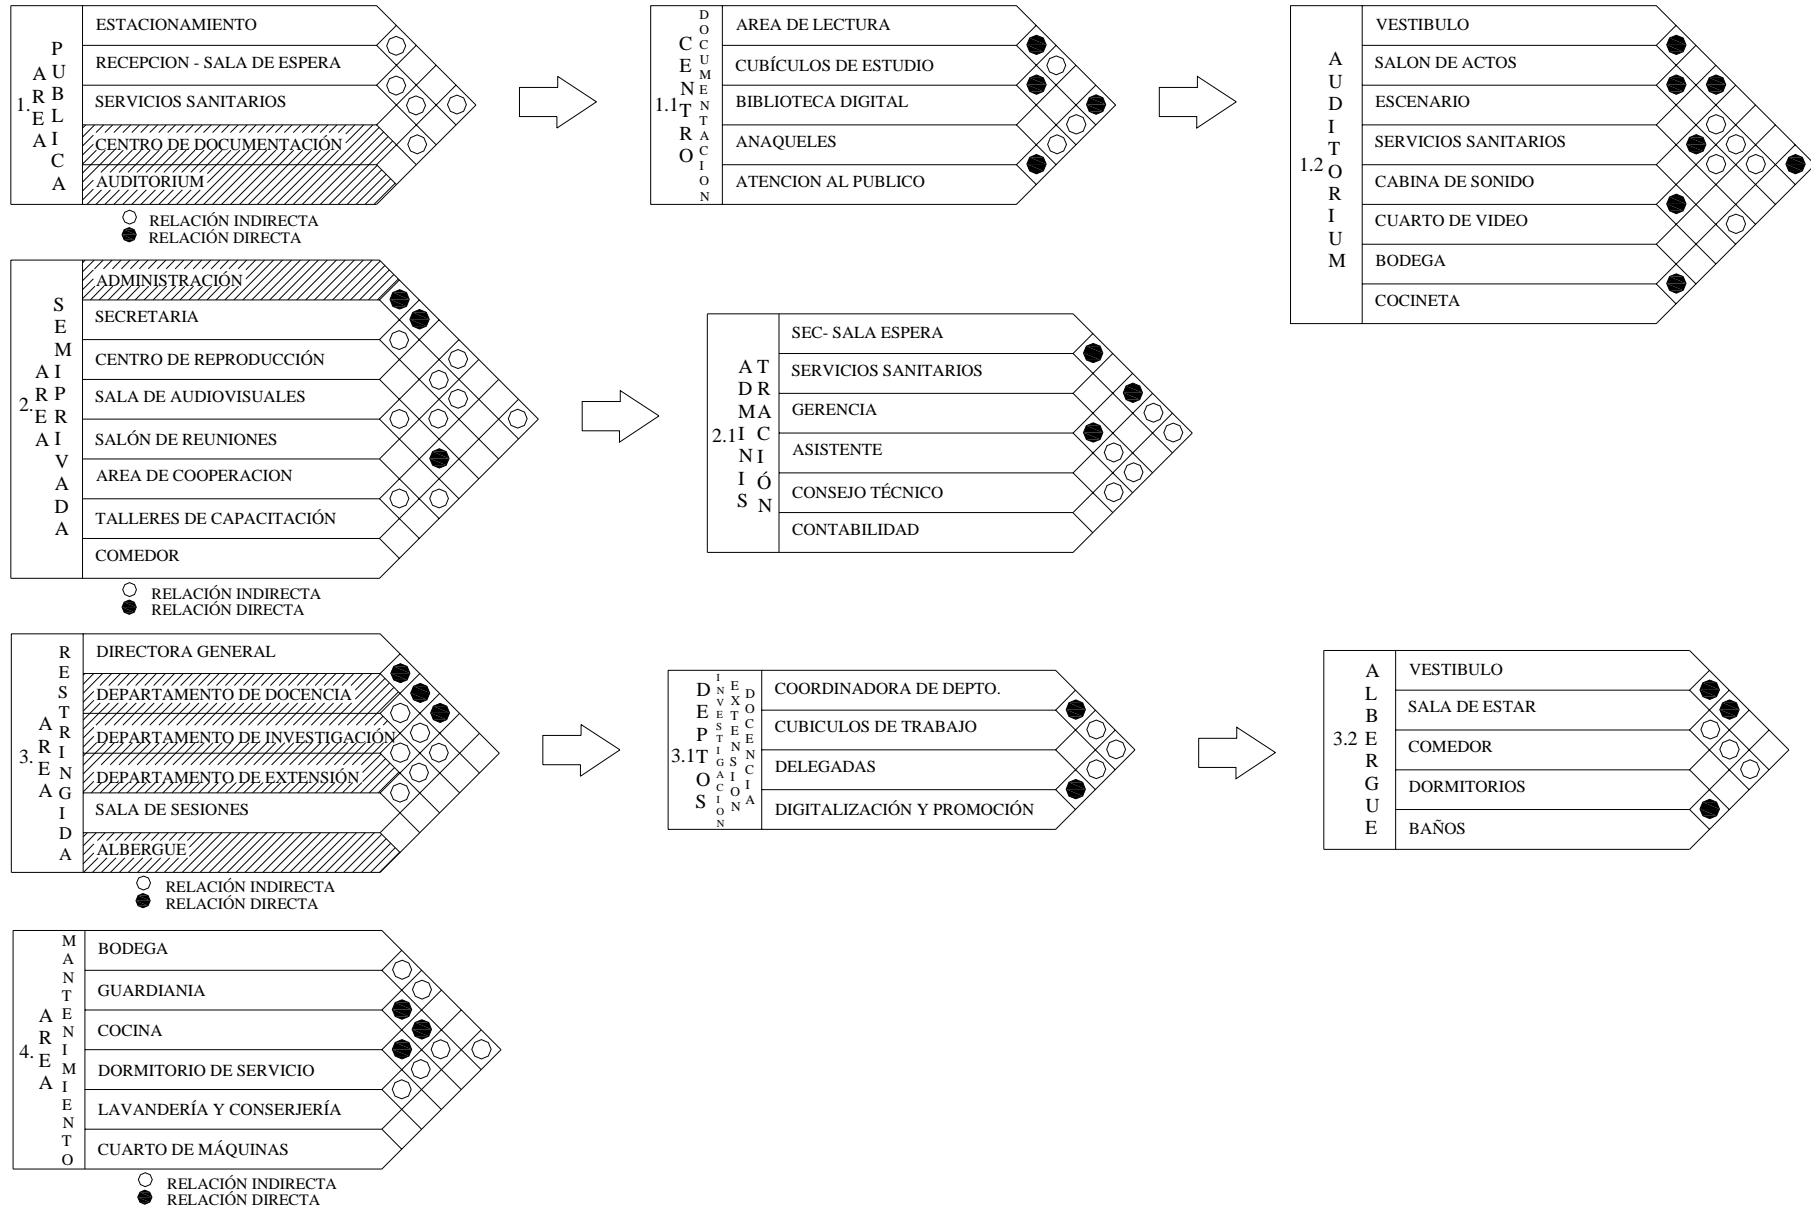 1.
AREA
PUBLICA
ESTACIONAMIENTO
RECEPCION - SALA DE ESPERA
SERVICIOS SANITARIOS
CENTRO DE DOCUMENTACIÓN
AUDITORIUM
RELACIÓN INDIRECTA
RELACIÓN DIRECTA
1.1
CENTRO
DOCUMENTACION
AREA DE LECTURA
CUBÍCULOS DE ESTUDIO
BIBLIOTECA DIGITAL
ANAQUELES
ATENCION AL PUBLICO
1.2
AUDITORIUM
VESTIBULO
SALON DE ACTOS
ESCENARIO
SERVICIOS SANITARIOS
CABINA DE SONIDO
CUARTO DE VIDEO
BODEGA
COCINETA
2.
AREA
SEMIPRIVADA
ADMINISTRACIÓN
SECRETARIA
CENTRO DE REPRODUCCIÓN
SALA DE AUDIOVISUALES
SALÓN DE REUNIONES
AREA DE COOPERACION
TALLERES DE CAPACITACIÓN
COMEDOR
RELACIÓN INDIRECTA
RELACIÓN DIRECTA
2.1
ADMINIS
TRACIÓN
SEC- SALA ESPERA
SERVICIOS SANITARIOS
GERENCIA
ASISTENTE
CONSEJO TÉCNICO
CONTABILIDAD
3.
AREA
RESTRINGIDA
DIRECTORA GENERAL
DEPARTAMENTO DE DOCENCIA
DEPARTAMENTO DE INVESTIGACIÓN
DEPARTAMENTO DE EXTENSIÓN
SALA DE SESIONES
ALBERGUE
RELACIÓN INDIRECTA
RELACIÓN DIRECTA
3.1
DEPTOS
INVESTIGACION
EXTENSION
DOCENCIA
COORDINADORA DE DEPTO.
CUBICULOS DE TRABAJO
DELEGADAS
DIGITALIZACIÓN Y PROMOCIÓN
3.2
ALBERGUE
VESTIBULO
SALA DE ESTAR
COMEDOR
DORMITORIOS
BAÑOS
4.
AREA
MANTENIMIENTO
BODEGA
GUARDIANIA
COCINA
DORMITORIO DE SERVICIO
LAVANDERÍA Y CONSERJERÍA
CUARTO DE MÁQUINAS
RELACIÓN INDIRECTA
RELACIÓN DIRECTA